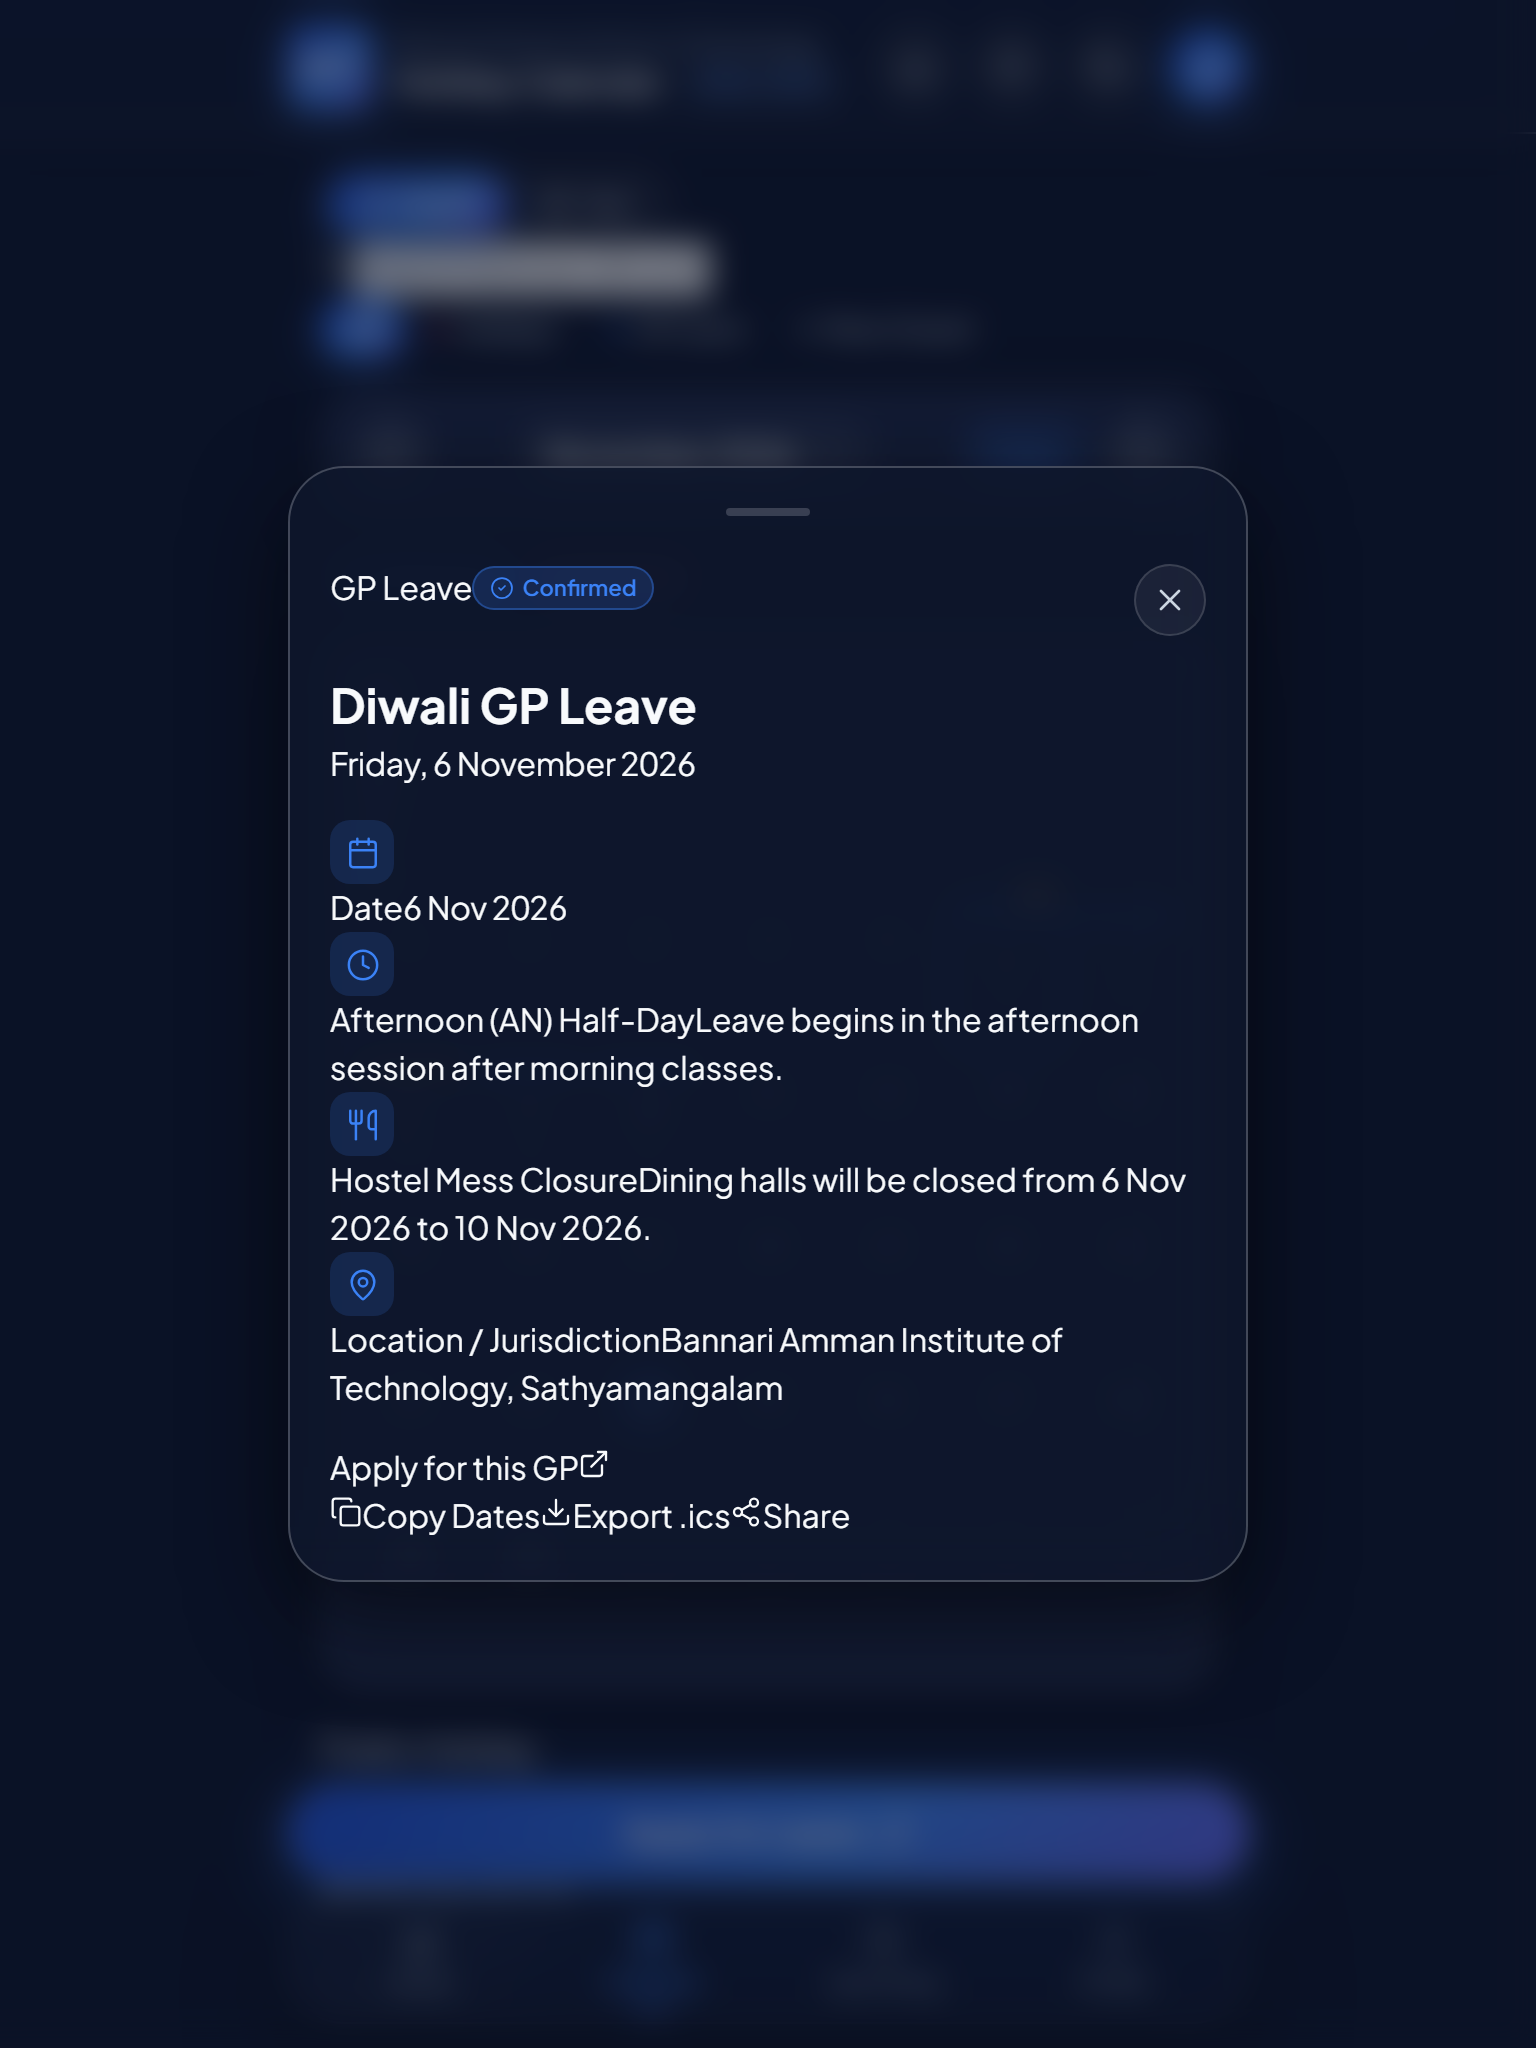 GP Leave Confirmed
Diwali GP Leave
Friday, 6 November 2026
Date6 Nov 2026
Afternoon (AN) Half-DayLeave begins in the afternoon
session after morning classes.
Hostel Mess ClosureDining halls will be closed from 6 Nov
2026 to 10 Nov 2026.
Location / JurisdictionBannari Amman Institute of
Technology, Sathyamangalam
Apply for this GP
Copy Dates Export .ics Share